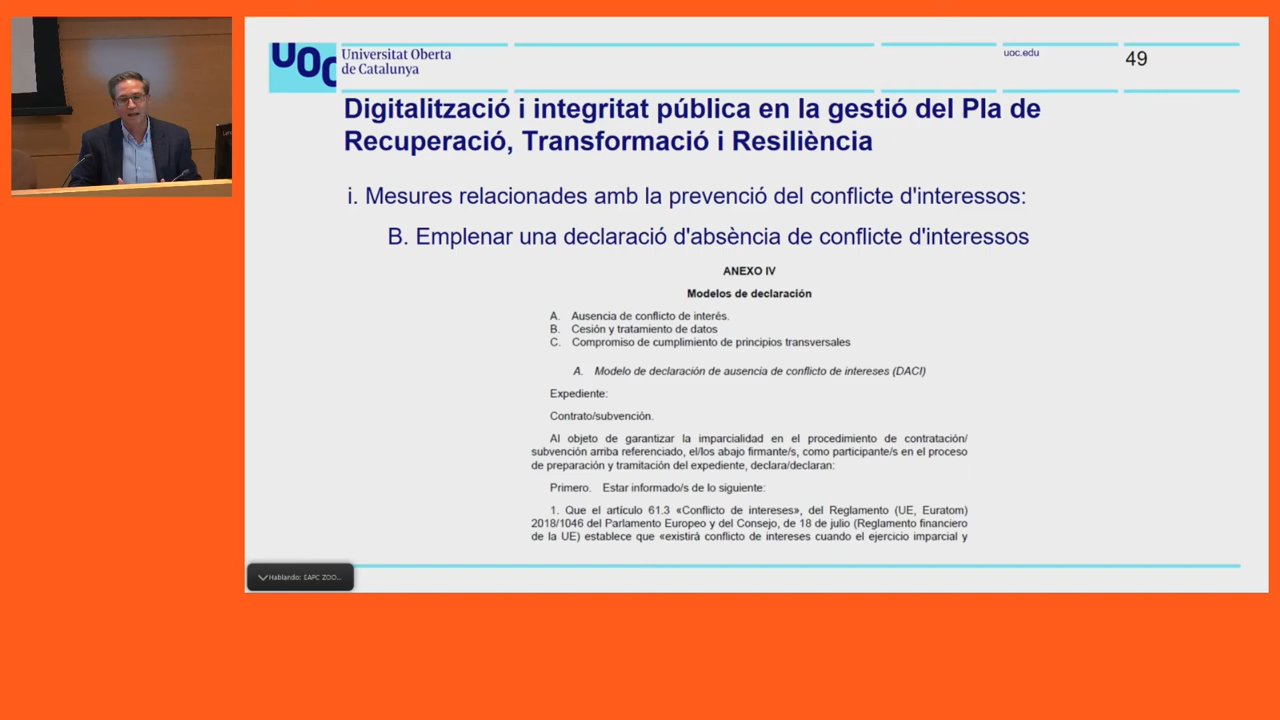 UOC
Universitat Oberta
de Catalunya
uoc.edu
49
Digitalització i integritat pública en la gestió del Pla de
Recuperació, Transformació i Resiliència
i. Mesures relacionades amb la prevenció del conflicte d'interessos:
B. Emplenar una declaració d'absència de conflicte d'interessos
ANEXO IV
Modelos de declaración
A. Ausencia de conflicto de interés.
B. Cesión y tratamiento de datos
C. Compromiso de cumplimiento de principios transversales
A. Modelo de declaración de ausencia de conflicto de intereses (DACI)
Expediente:
Contrato/subvención.
Al objeto de garantizar la imparcialidad en el procedimiento de contratación/
subvención arriba referenciado, el/los abajo firmante/s, como participante/s en el proceso
de preparación y tramitación del expediente, declara/declaran:
Primero. Estar informado/s de lo siguiente:
1. Que el artículo 61.3 «Conflicto de intereses», del Reglamento (UE, Euratom)
2018/1046 del Parlamento Europeo y del Consejo, de 18 de julio (Reglamento financiero
de la UE) establece que «existirá conflicto de intereses cuando el ejercicio imparcial y
Hablando: EAPC ZOO...